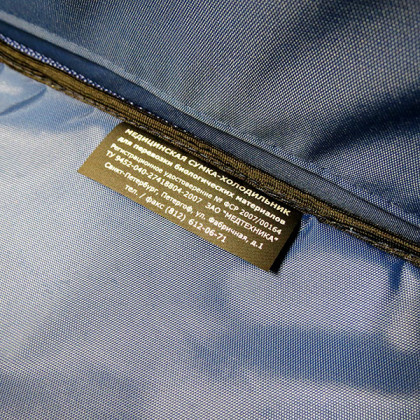 МЕДИЦИНСКАЯ СУМКА-ХОЛОДИЛЬНИК
для перевозки биологических материалов
Регистрационное удостоверение № ФСР 2007/00164
ТУ 9452-040-27418804-2007 ЗАО "МЕДТЕХНИКА"
Санкт-Петербург, Петергоф, ул. Фабричная, д.1
тел. / факс (812) 612-06-71